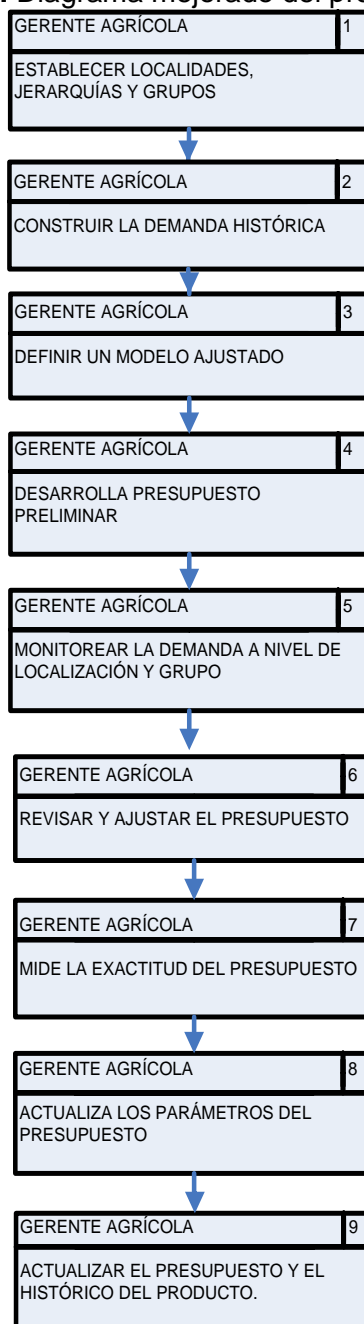 Diagrama mejorado del
GERENTE AGRÍCOLA 1
ESTABLECER LOCALIDADES,
JERARQUÍAS Y GRUPOS
GERENTE AGRÍCOLA 2
CONSTRUIR LA DEMANDA HISTÓRICA
GERENTE AGRÍCOLA 3
DEFINIR UN MODELO AJUSTADO
GERENTE AGRÍCOLA 4
DESARROLLA PRESUPUESTO
PRELIMINAR
GERENTE AGRÍCOLA 5
MONITOREAR LA DEMANDA A NIVEL DE
LOCALIZACIÓN Y GRUPO
GERENTE AGRÍCOLA 6
REVISAR Y AJUSTAR EL PRESUPUESTO
GERENTE AGRÍCOLA 7
MIDE LA EXACTITUD DEL PRESUPUESTO
GERENTE AGRÍCOLA 8
ACTUALIZA LOS PARÁMETROS DEL
PRESUPUESTO
GERENTE AGRÍCOLA 9
ACTUALIZAR EL PRESUPUESTO Y EL
HISTÓRICO DEL PRODUCTO.